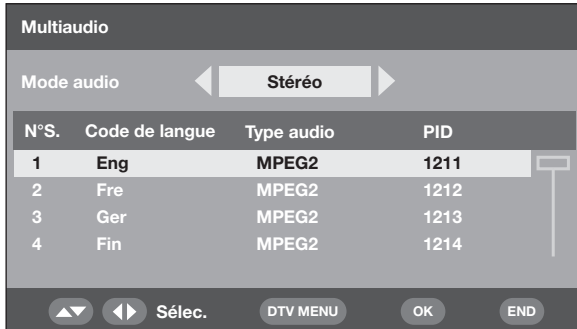 Multiaudio
Mode audio Stéréo
N°S. Code de langue Type audio PID
1 Eng MPEG2 1211
2 Fre MPEG2 1212
3 Ger MPEG2 1213
4 Fin MPEG2 1214
Sélec. DTV MENU OK END